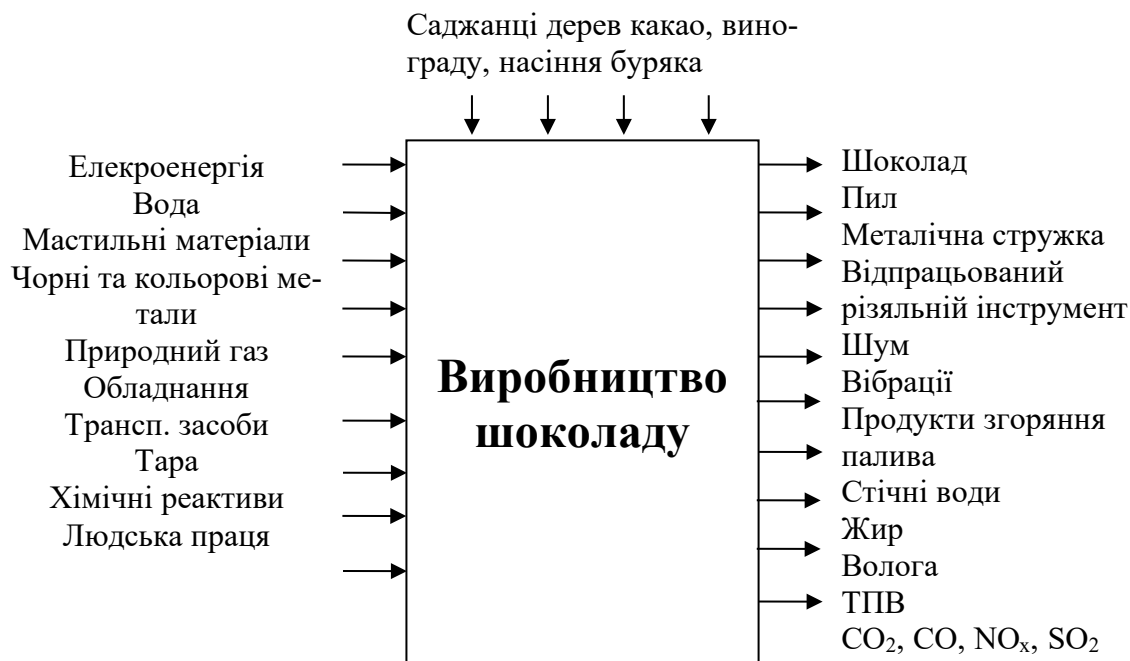 Саджанці дерев какао, вино-
граду, насіння буряка
Елекроенергія
Вода
Мастильні матеріали
Чорні та кольорові ме-
тали
Природний газ
Обладнання
Трансп. засоби
Тара
Хімічні реактиви
Людська праця
Виробництво
шоколаду
Шоколад
Пил
Металічна стружка
Відпрацьований
різяльній інструмент
Шум
Вібрації
Продукти згоряння
палива
Стічні води
Жир
Волога
ТПВ
CO₂, CO, NOₓ, SO₂